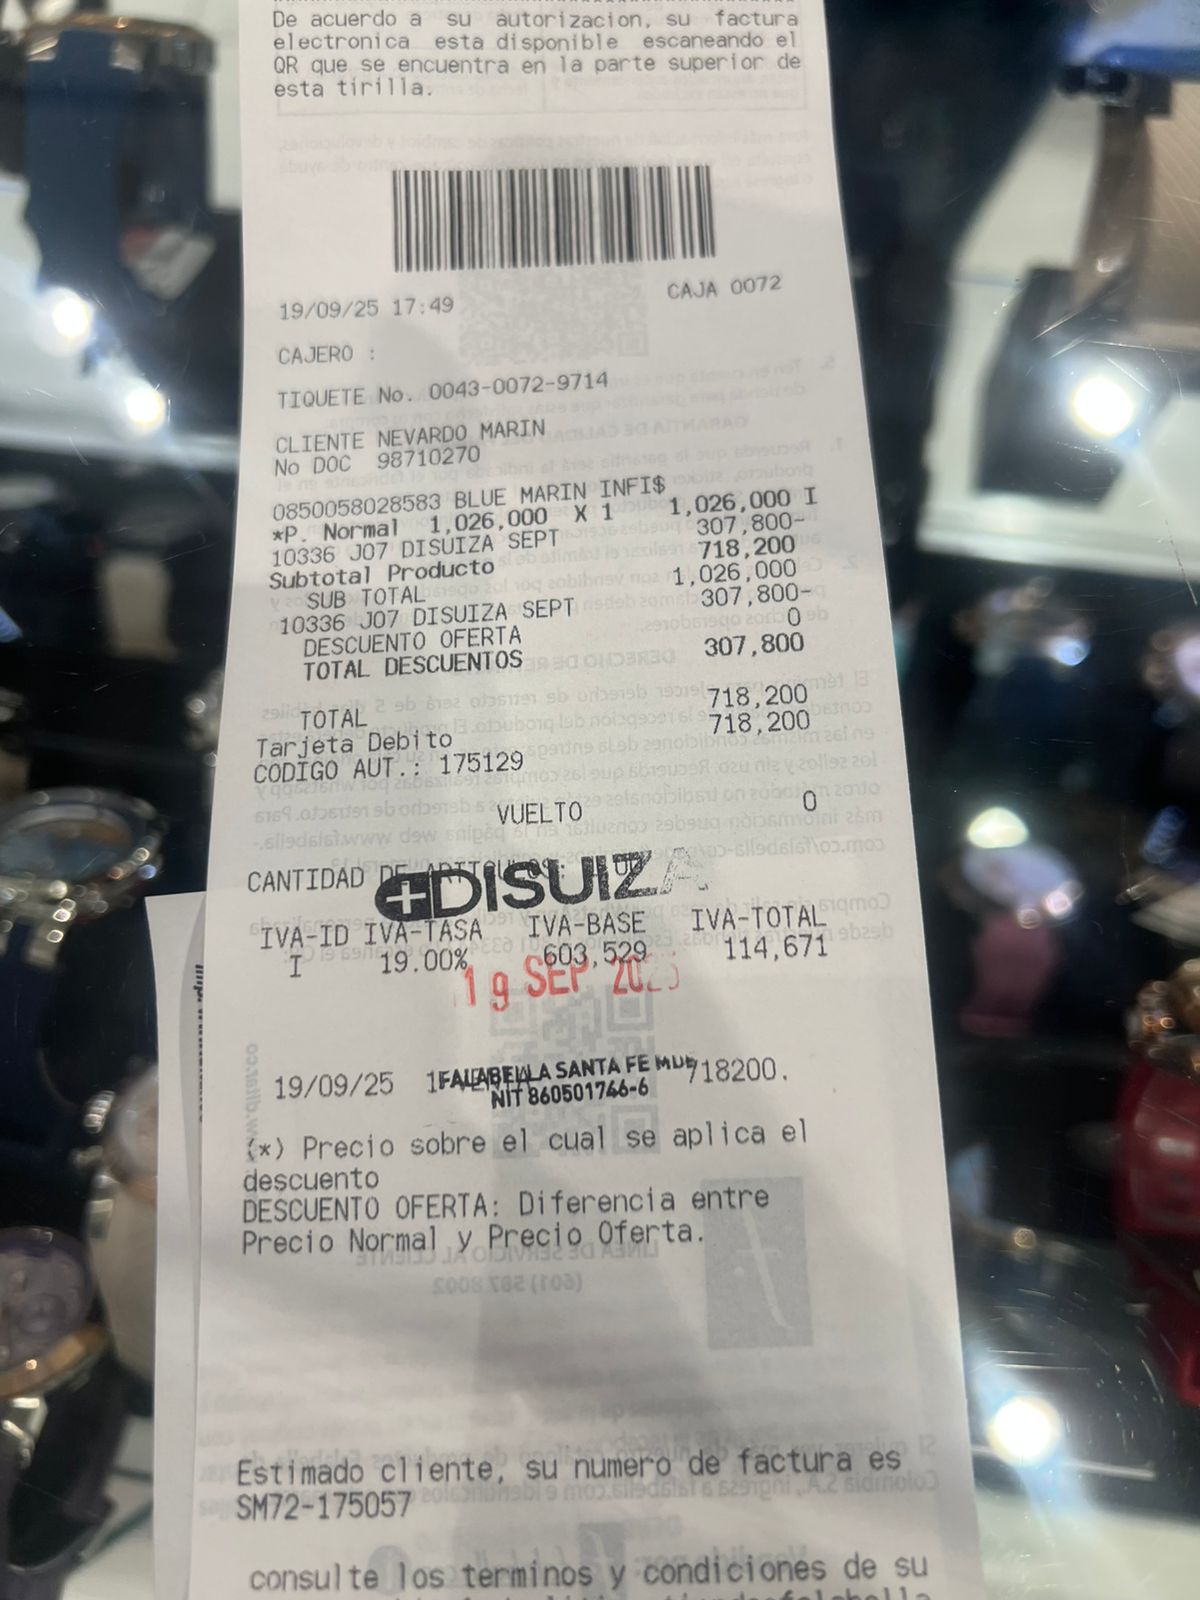 De acuerdo a su autorizacion, su factura
electronica esta disponible escaneando el
QR que se encuentra en la parte superior de
esta tirilla.
19/09/25 17:49 CAJA 0072
CAJERO :
TIQUETE No. 0043-0072-9714
CLIENTE NEVARDO MARIN
No DOC 98710270
0850058028583 BLUE MARIN INFI$
*P. Normal 1,026,000 X 1 1,026,000 I
10336 J07 DISUIZA SEPT 307,800-
Subtotal Producto 718,200
SUB TOTAL 1,026,000
10336 J07 DISUIZA SEPT 307,800-
DESCUENTO OFERTA 0
TOTAL DESCUENTOS 307,800
TOTAL 718,200
Tarjeta Debito 718,200
CODIGO AUT.: 175129
VUELTO 0
CANTIDAD DE ARTICULOS:
DISUIZA
IVA-ID IVA-TASA IVA-BASE IVA-TOTAL
I 19.00% 603,529 114,671
19 SEP 2025
19/09/25 718200.
FALABELLA SANTA FE MDE
NIT 860501746-6
(*) Precio sobre el cual se aplica el
descuento
DESCUENTO OFERTA: Diferencia entre
Precio Normal y Precio Oferta.
Estimado cliente, su numero de factura es
SM72-175057
consulte los terminos y condiciones de su